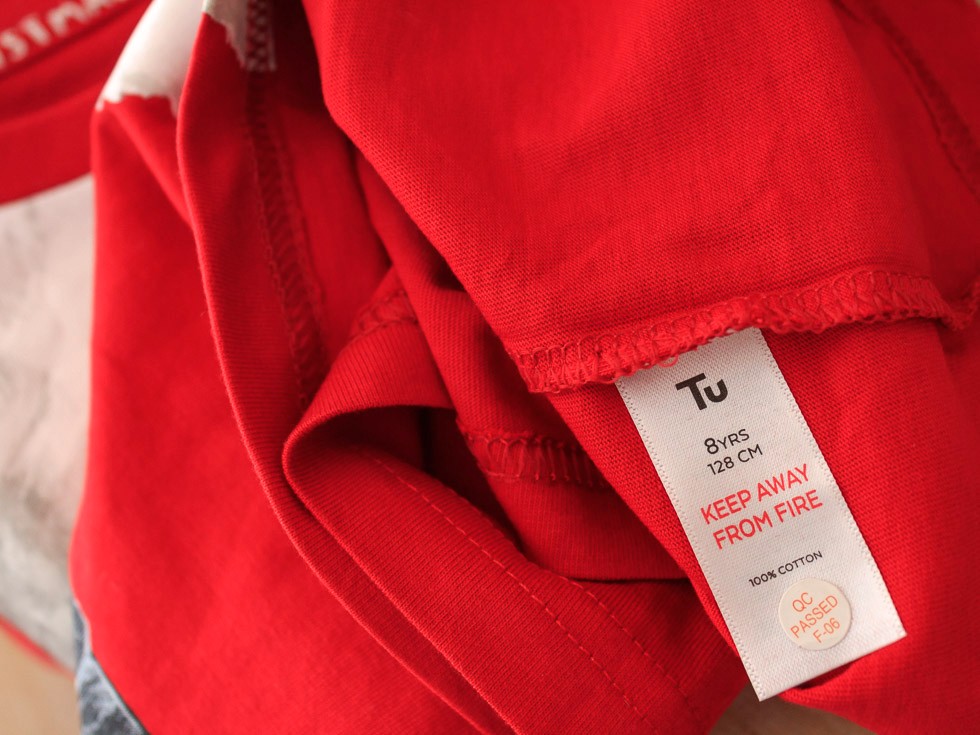 Tu
8YRS
128 CM
KEEP AWAY
FROM FIRE
100% COTTON
QC
PASSED
F-06